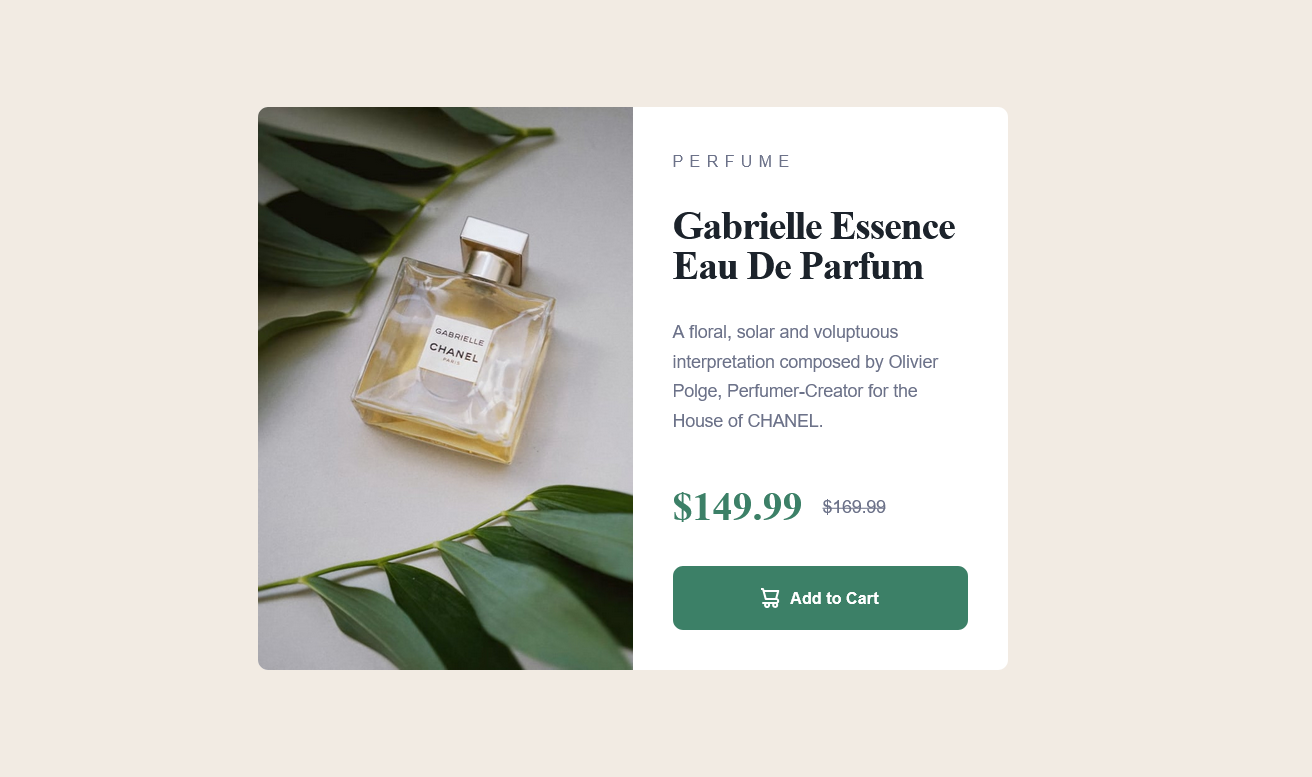 PERFUME
Gabrielle Essence
Eau De Parfum
A floral, solar and voluptuous
interpretation composed by Olivier
Polge, Perfumer-Creator for the
House of CHANEL.
$149.99 $169.99
Add to Cart
GABRIELLE
CHANEL
PARIS